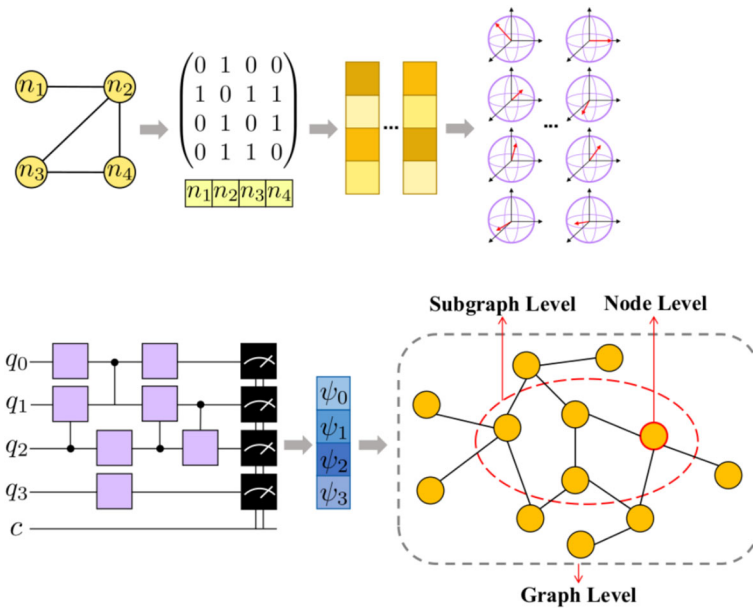 n₁ n₂
n₃ n₄
0 1 0 0
1 0 1 1
0 1 0 1
0 1 1 0
n₁ n₂ n₃ n₄
...
...
Subgraph Level Node Level
q₀
q₁
q₂
q₃
c
ψ₀
ψ₁
ψ₂
ψ₃
Graph Level